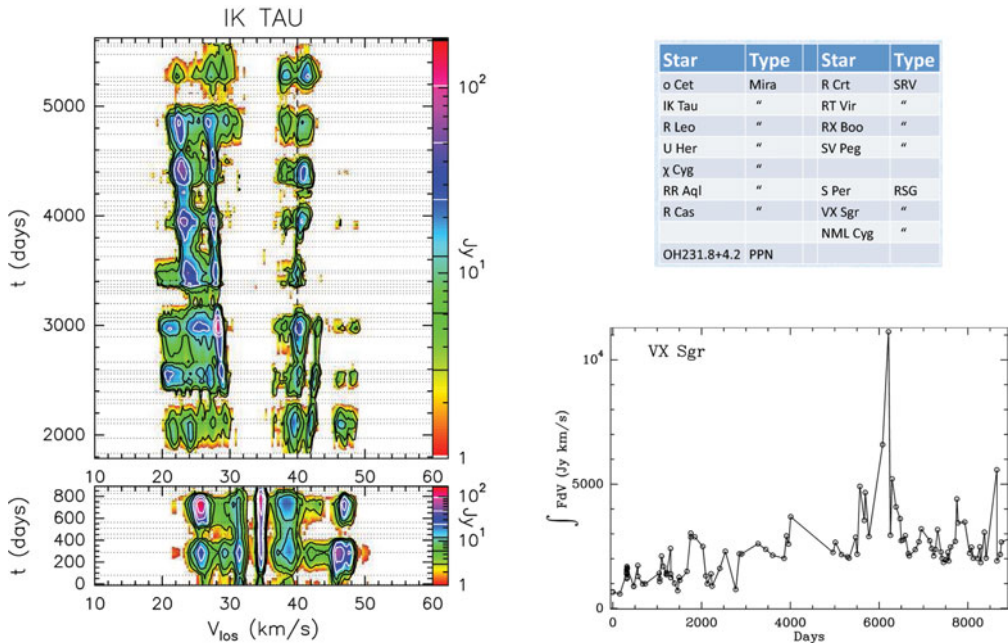 IK TAU
5000
4000
3000
2000
t (days)
10 20 30 40 50 60
10²
10
1
Jy
800
600
400
200
0
t (days)
10 20 30 40 50 60
V_los (km/s)
10²
10
1
Jy
Star Type Star Type
o Cet Mira R Crt SRV
IK Tau “ RT Vir “
R Leo “ RX Boo “
U Her “ SV Peg “
χ Cyg “
RR Aql “ S Per RSG
R Cas “ VX Sgr “
NML Cyg “
OH231.8+4.2 PPN
VX Sgr
10⁴
5000
0
∫ FdV (Jy km/s)
0 2000 4000 6000 8000
Days